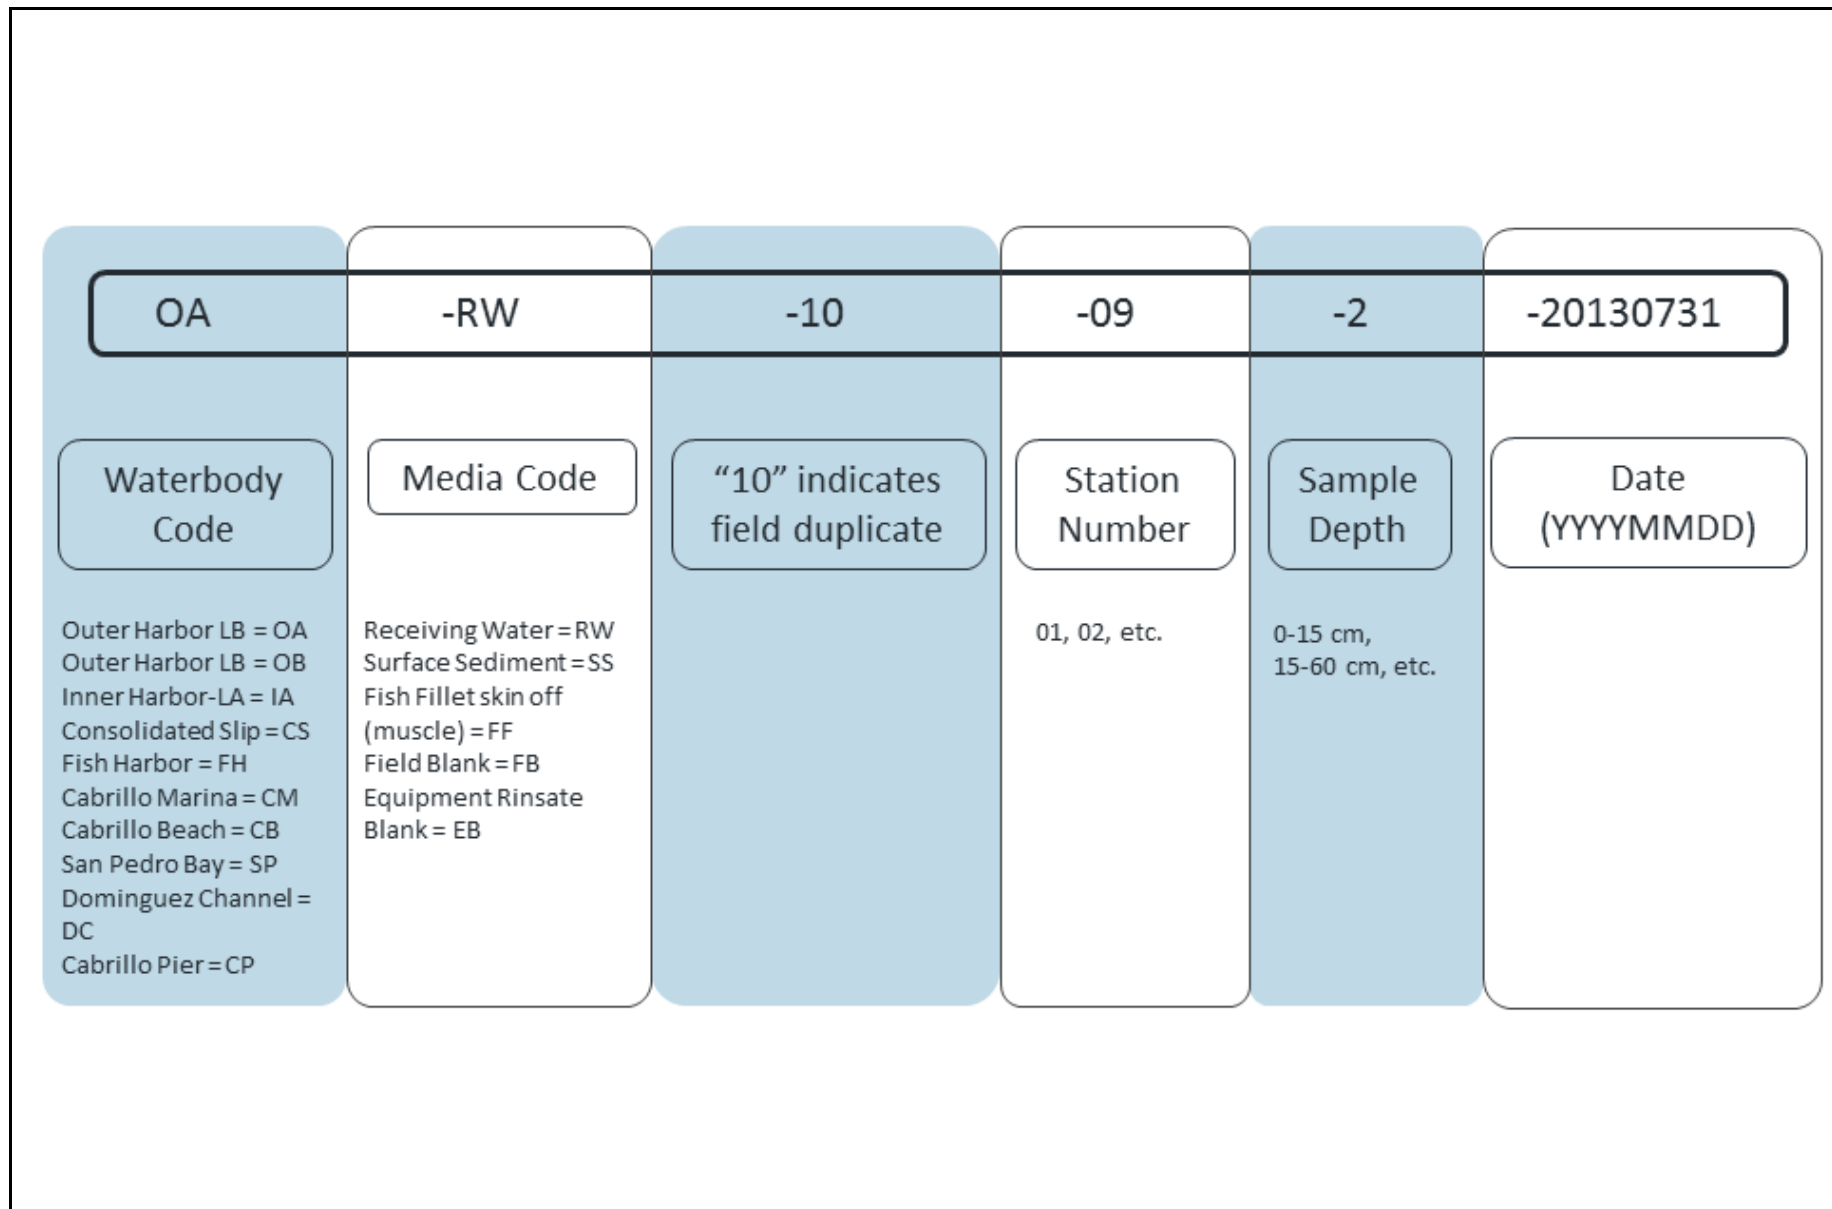 OA -RW -10 -09 -2 -20130731
Waterbody
Code
Media Code
“10” indicates
field duplicate
Station
Number
Sample
Depth
Date
(YYYYMMDD)
Outer Harbor LB = OA
Outer Harbor LB = OB
Inner Harbor-LA = IA
Consolidated Slip = CS
Fish Harbor = FH
Cabrillo Marina = CM
Cabrillo Beach = CB
San Pedro Bay = SP
Dominguez Channel =
DC
Cabrillo Pier = CP
Receiving Water = RW
Surface Sediment = SS
Fish Fillet skin off
(muscle) = FF
Field Blank = FB
Equipment Rinsate
Blank = EB
01, 02, etc.
0-15 cm,
15-60 cm, etc.